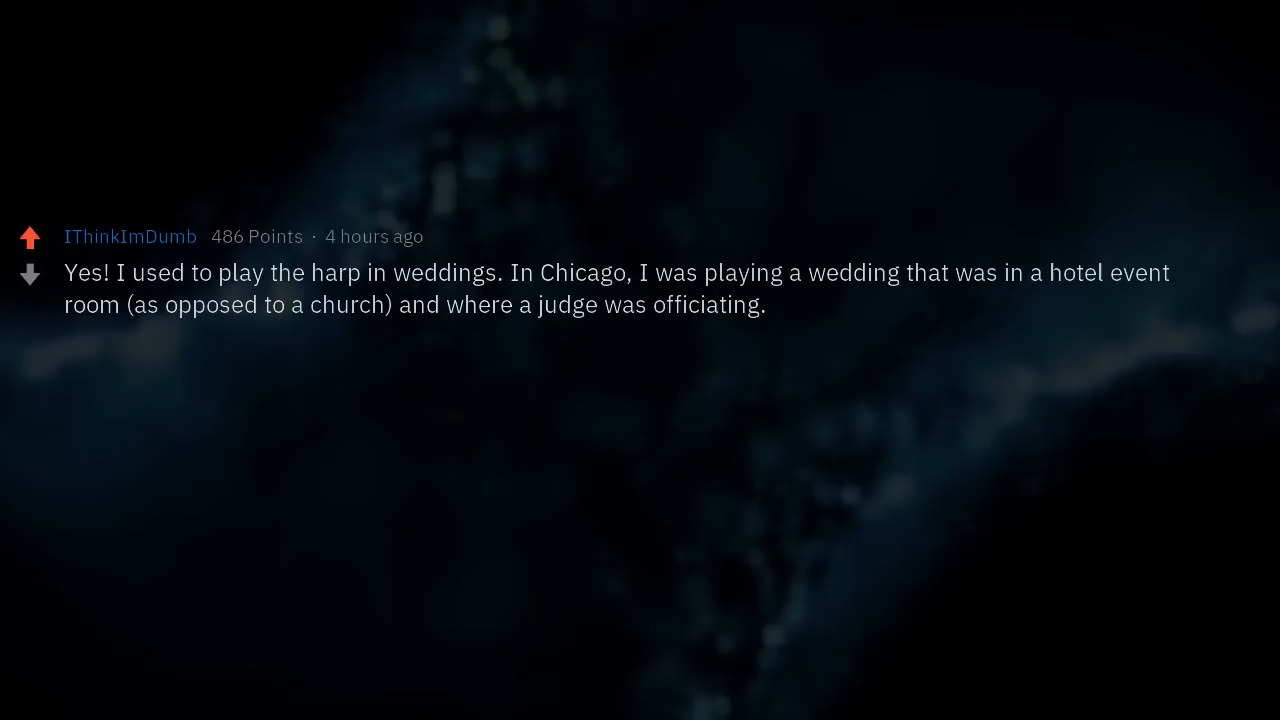 IThinkImDumb 486 Points · 4 hours ago
Yes! I used to play the harp in weddings. In Chicago, I was playing a wedding that was in a hotel event
room (as opposed to a church) and where a judge was officiating.